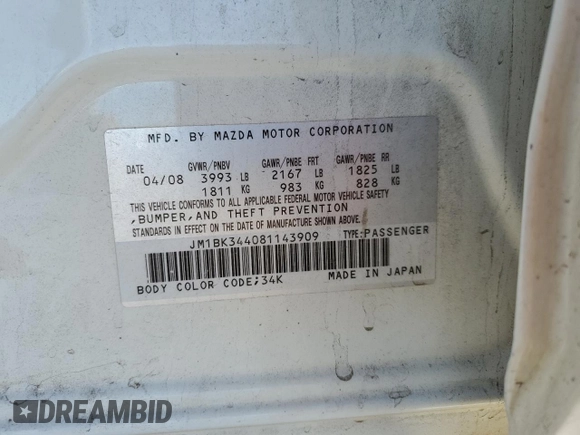 MFD. BY MAZDA MOTOR CORPORATION
DATE GVWR/PNBV GAWR/PNBE FRT GAWR/PNBE RR
04/08 3993 LB 2167 LB 1825 LB
1811 KG 983 KG 828 KG
THIS VEHICLE CONFORMS TO ALL APPLICABLE FEDERAL MOTOR VEHICLE SAFETY
,BUMPER,AND THEFT PREVENTION
STANDARDS IN EFFECT ON THE DATE OF MANUFACTURE SHOWN ABOVE.
JM1BK344081143909 TYPE:PASSENGER
BODY COLOR CODE;34K MADE IN JAPAN
DREAMBID